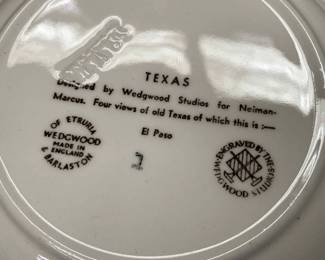 TEXAS
Designed by Wedgwood Studios for Neiman-
Marcus. Four views of old Texas of which this is :—
El Paso
OF ETRURIA
WEDGWOOD
MADE IN
ENGLAND
& BARLASTON
ENGRAVED BY THE
WEDGWOOD STUDIOS